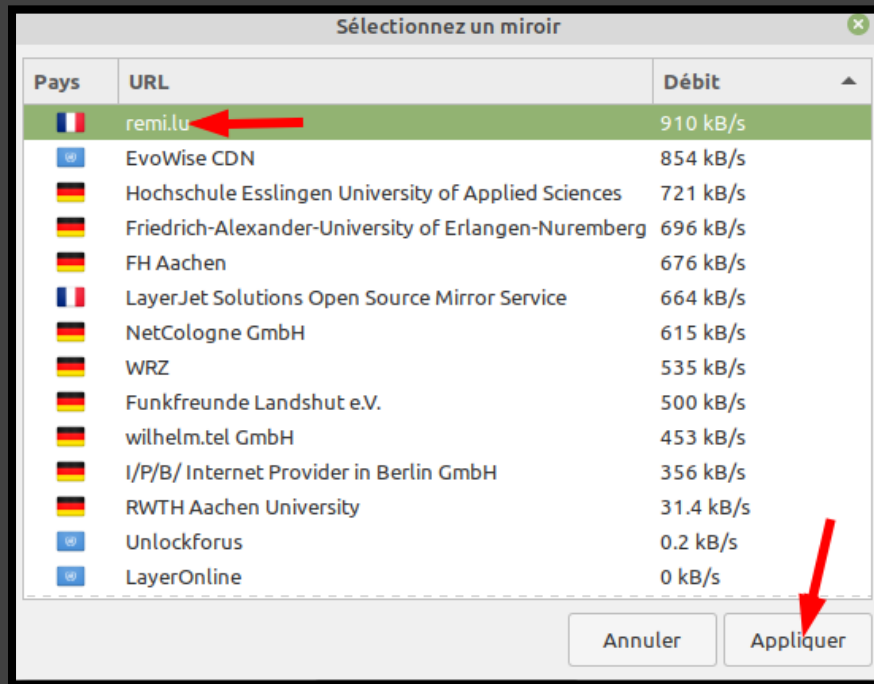 Sélectionnez un miroir
Pays URL Débit
remi.lu 910 kB/s
EvoWise CDN 854 kB/s
Hochschule Esslingen University of Applied Sciences 721 kB/s
Friedrich-Alexander-University of Erlangen-Nuremberg 696 kB/s
FH Aachen 676 kB/s
LayerJet Solutions Open Source Mirror Service 664 kB/s
NetCologne GmbH 615 kB/s
WRZ 535 kB/s
Funkfreunde Landshut e.V. 500 kB/s
wilhelm.tel GmbH 453 kB/s
I/P/B/ Internet Provider in Berlin GmbH 356 kB/s
RWTH Aachen University 31.4 kB/s
Unlockforus 0.2 kB/s
LayerOnline 0 kB/s
Annuler Appliquer